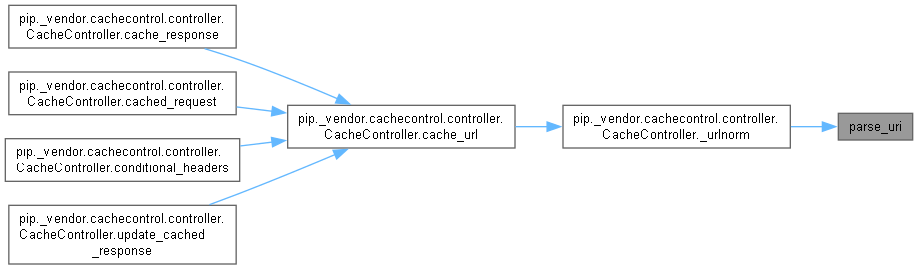 pip._vendor.cachecontrol.controller.
CacheController.cache_response
pip._vendor.cachecontrol.controller.
CacheController.cached_request
pip._vendor.cachecontrol.controller.
CacheController.conditional_headers
pip._vendor.cachecontrol.controller.
CacheController.update_cached
_response
pip._vendor.cachecontrol.controller.
CacheController.cache_url
pip._vendor.cachecontrol.controller.
CacheController._urlnorm
parse_uri